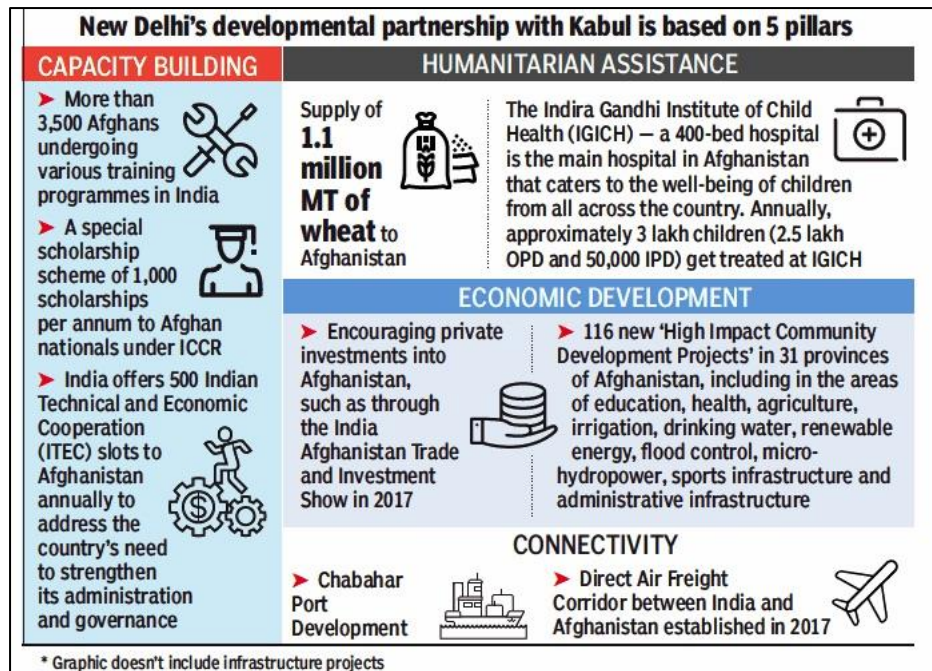 New Delhi's developmental partnership with Kabul is based on 5 pillars
CAPACITY BUILDING
➤ More than
3,500 Afghans
undergoing
various training
programmes in India
➤ A special
scholarship
scheme of 1,000
scholarships
per annum to Afghan
nationals under ICCR
➤ India offers 500 Indian
Technical and Economic
Cooperation
(ITEC) slots to
Afghanistan
annually to
address the
country's need
to strengthen
its administration
and governance
HUMANITARIAN ASSISTANCE
Supply of
1.1
million
MT of
wheat to
Afghanistan
The Indira Gandhi Institute of Child
Health (IGICH) — a 400-bed hospital
is the main hospital in Afghanistan
that caters to the well-being of children
from all across the country. Annually,
approximately 3 lakh children (2.5 lakh
OPD and 50,000 IPD) get treated at IGICH
ECONOMIC DEVELOPMENT
➤ Encouraging private
investments into
Afghanistan,
such as through
the India
Afghanistan Trade
and Investment
Show in 2017
➤ 116 new 'High Impact Community
Development Projects' in 31 provinces
of Afghanistan, including in the areas
of education, health, agriculture,
irrigation, drinking water, renewable
energy, flood control, micro-
hydropower, sports infrastructure and
administrative infrastructure
CONNECTIVITY
➤ Chabahar
Port
Development
➤ Direct Air Freight
Corridor between India and
Afghanistan established in 2017
* Graphic doesn't include infrastructure projects